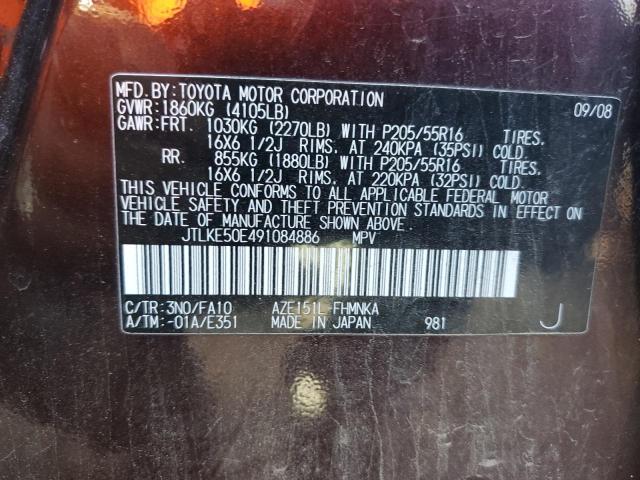 MFD.BY:TOYOTA MOTOR CORPORATION 09/08
GVWR:1860KG (4105LB)
GAWR:FRT. 1030KG (2270LB) WITH P205/55R16 TIRES.
16X6 1/2J RIMS. AT 240KPA (35PSI) COLD.
RR. 855KG (1880LB) WITH P205/55R16 TIRES.
16X6 1/2J RIMS. AT 220KPA (32PSI) COLD.
THIS VEHICLE CONFORMS TO ALL APPLICABLE FEDERAL MOTOR
VEHICLE SAFETY AND THEFT PREVENTION STANDARDS IN EFFECT ON
THE DATE OF MANUFACTURE SHOWN ABOVE.
JTLKE50E491084886 MPV
C/TR:3N0/FA10 AZE151L-FHMNKA
A/TM:-01A/E351 MADE IN JAPAN 981 J